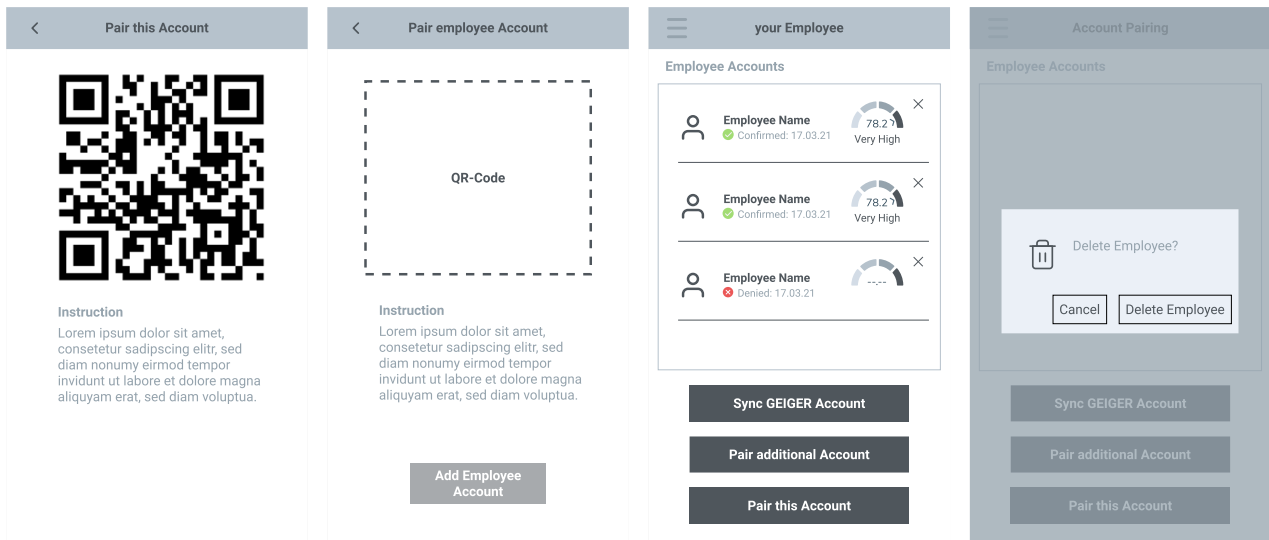 Pair this Account
Instruction
Lorem ipsum dolor sit amet,
consetetur sadipscing elitr, sed
diam nonumy eirmod tempor
invidunt ut labore et dolore magna
aliquyam erat, sed diam voluptua.
Pair employee Account
QR-Code
Instruction
Lorem ipsum dolor sit amet,
consetetur sadipscing elitr, sed
diam nonumy eirmod tempor
invidunt ut labore et dolore magna
aliquyam erat, sed diam voluptua.
Add Employee
Account
your Employee
Employee Accounts
Employee Name
Confirmed: 17.03.21
78.2
Very High
Employee Name
Confirmed: 17.03.21
78.2
Very High
Employee Name
Denied: 17.03.21
--.--
Sync GEIGER Account
Pair additional Account
Pair this Account
Account Pairing
Employee Accounts
Delete Employee?
Cancel
Delete Employee
Sync GEIGER Account
Pair additional Account
Pair this Account